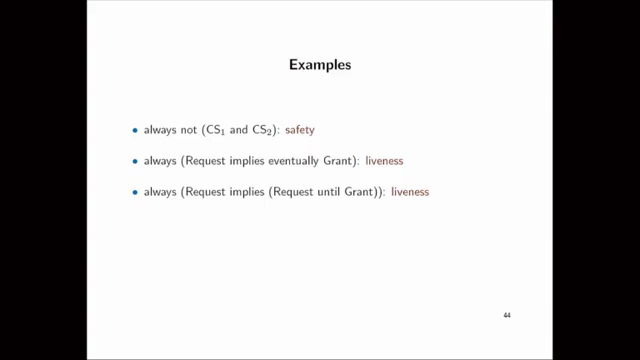 Examples
• always not (CS₁ and CS₂): safety
• always (Request implies eventually Grant): liveness
• always (Request implies (Request until Grant)): liveness
44